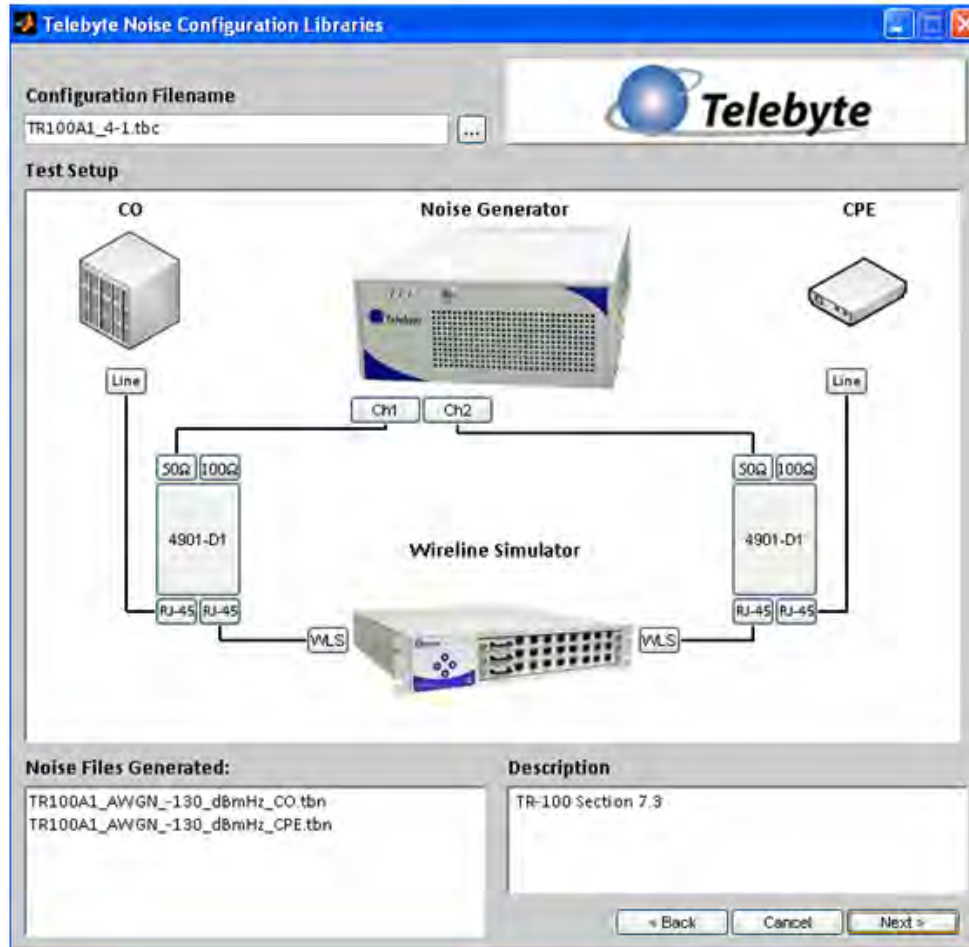 Telebyte Noise Configuration Libraries
Configuration Filename
TR100A1_4-1.tbc
...
Telebyte
Test Setup
CO
Noise Generator
CPE
Telebyte
Line
Line
Ch1
Ch2
50Ω 100Ω
50Ω 100Ω
4901-D1
4901-D1
Wireline Simulator
RJ-45 RJ-45
RJ-45 RJ-45
WLS
WLS
Noise Files Generated:
Description
TR100A1_AWGN_-130_dBmHz_CO.tbn
TR100A1_AWGN_-130_dBmHz_CPE.tbn
TR-100 Section 7.3
< Back
Cancel
Next >